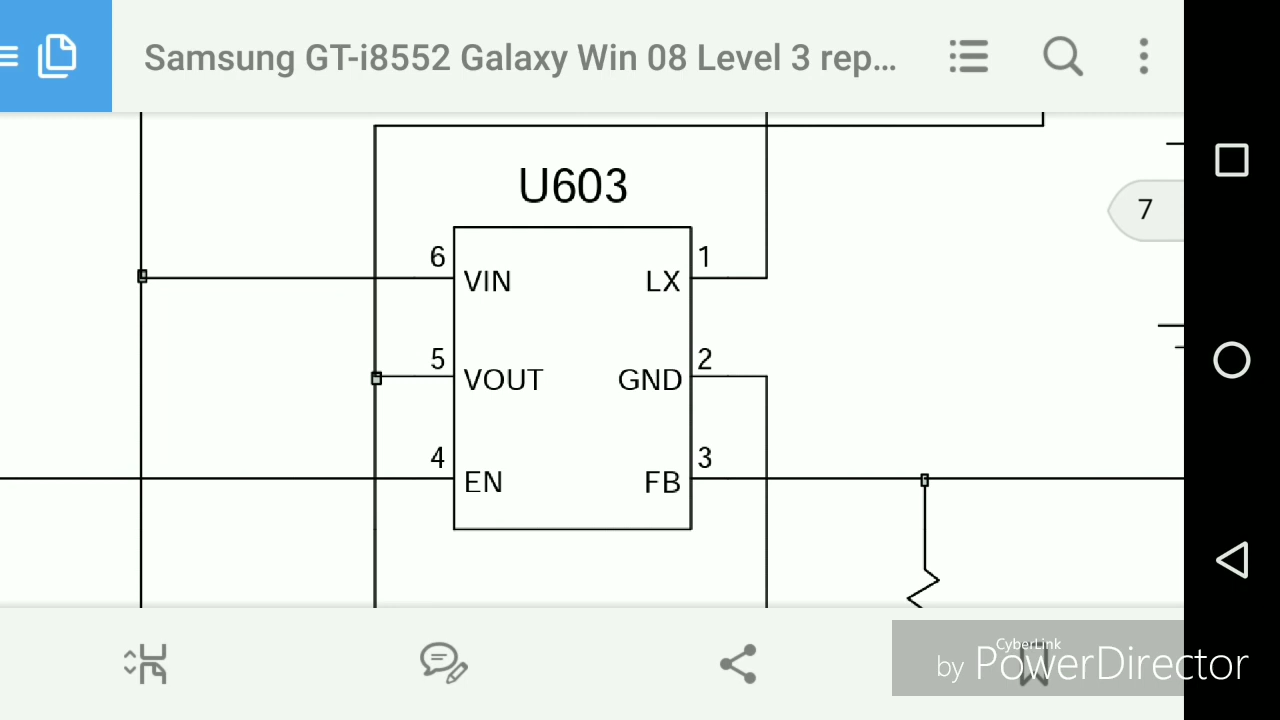 Samsung GT-i8552 Galaxy Win 08 Level 3 rep...
7
U603
6 1
VIN LX
5 2
VOUT GND
4 3
EN FB
CyberLink
by PowerDirector